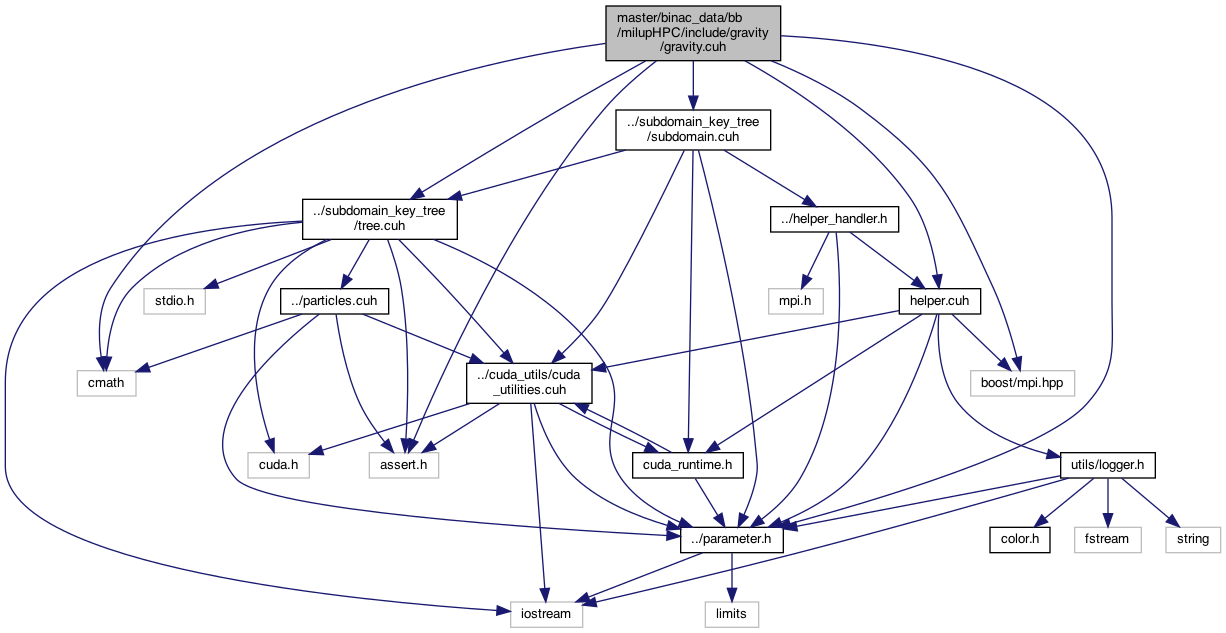 master/binac_data/bb
/milupHPC/include/gravity
/gravity.cuh
../subdomain_key_tree
/subdomain.cuh
../subdomain_key_tree
/tree.cuh
../helper_handler.h
stdio.h
../particles.cuh
mpi.h
helper.cuh
cmath
../cuda_utils/cuda
_utilities.cuh
boost/mpi.hpp
cuda.h
assert.h
cuda_runtime.h
utils/logger.h
../parameter.h
color.h
fstream
string
iostream
limits